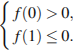 f(0) > 0,
f(1) ≤ 0.